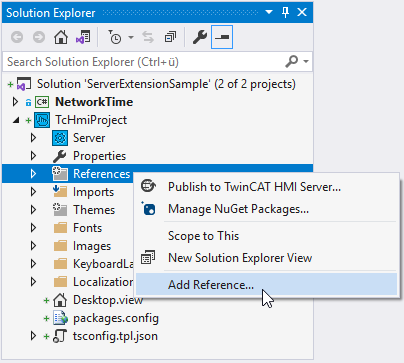 Solution Explorer
Search Solution Explorer (Ctrl+ü)
Solution 'ServerExtensionSample' (2 of 2 projects)
C# NetworkTime
TcHmiProject
Server
Properties
References
Imports
Themes
Fonts
Images
KeyboardLa
Localization
Desktop.view
packages.config
tsconfig.tpl.json
Publish to TwinCAT HMI Server...
Manage NuGet Packages...
Scope to This
New Solution Explorer View
Add Reference...